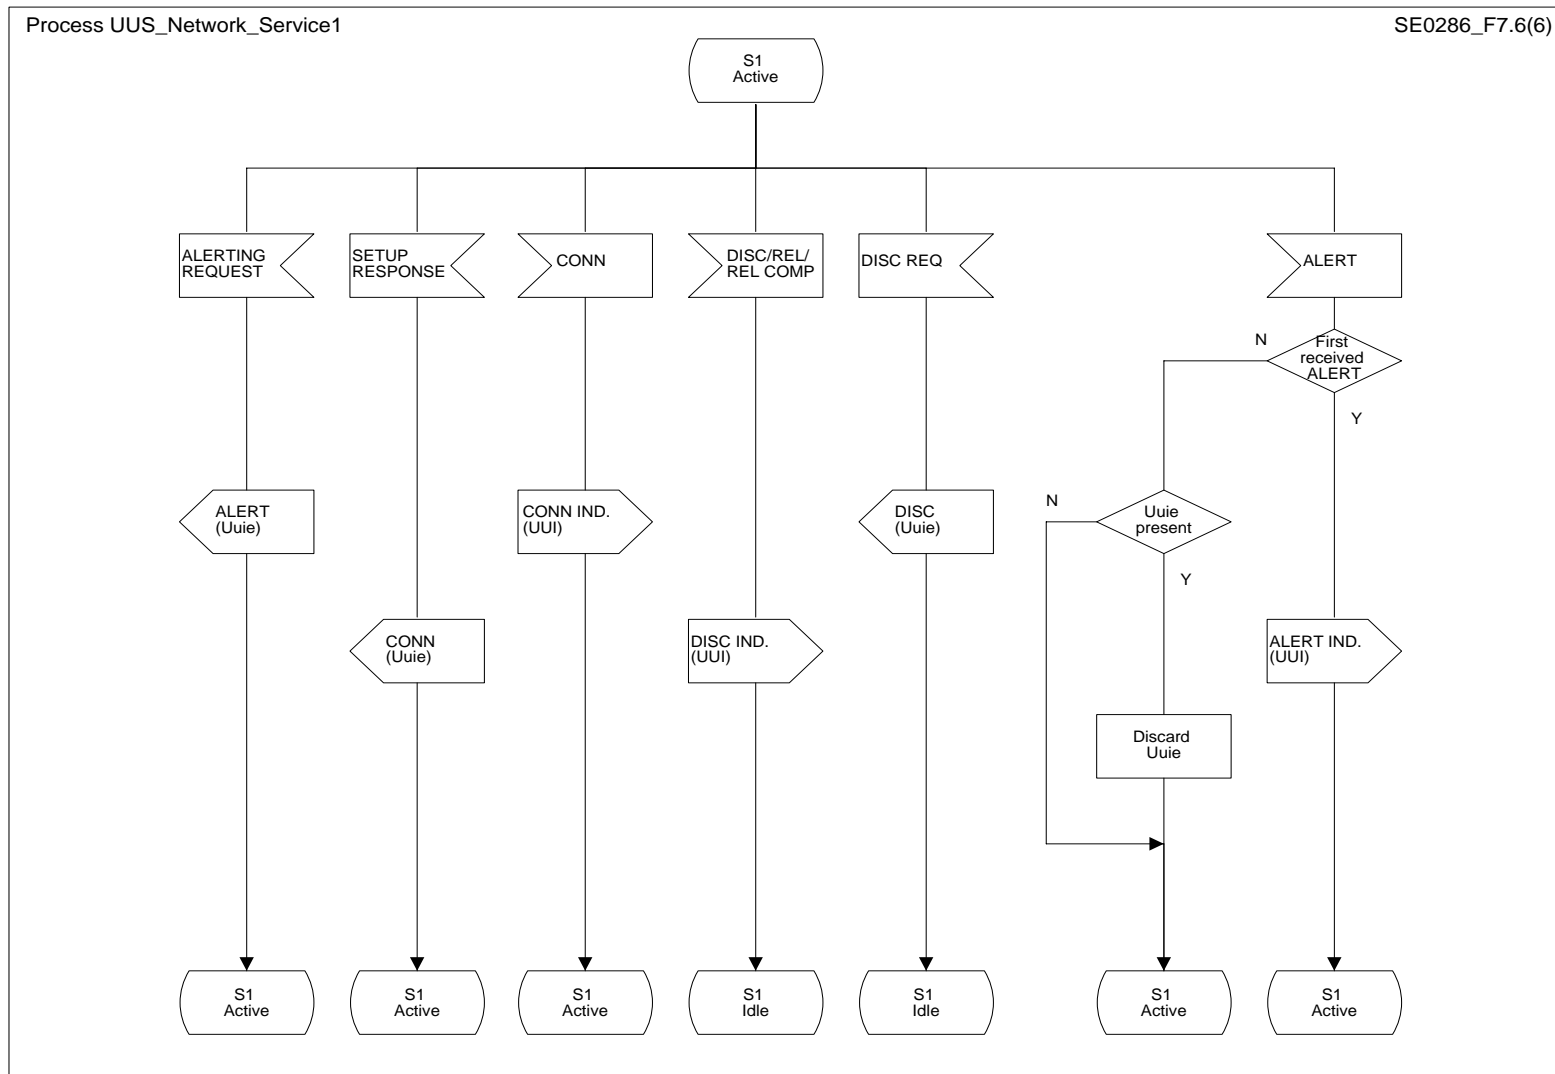 Process UUS_Network_Service1
SE0286_F7.6(6)
S1
Active
ALERTING
REQUEST
SETUP
RESPONSE
CONN
DISC/REL/
REL COMP
DISC REQ
ALERT
First
received
ALERT
N
Y
ALERT
(Uuie)
CONN IND.
(UUI)
DISC
(Uuie)
N
Uuie
present
Y
CONN
(Uuie)
DISC IND.
(UUI)
ALERT IND.
(UUI)
Discard
Uuie
S1
Active
S1
Active
S1
Active
S1
Idle
S1
Idle
S1
Active
S1
Active